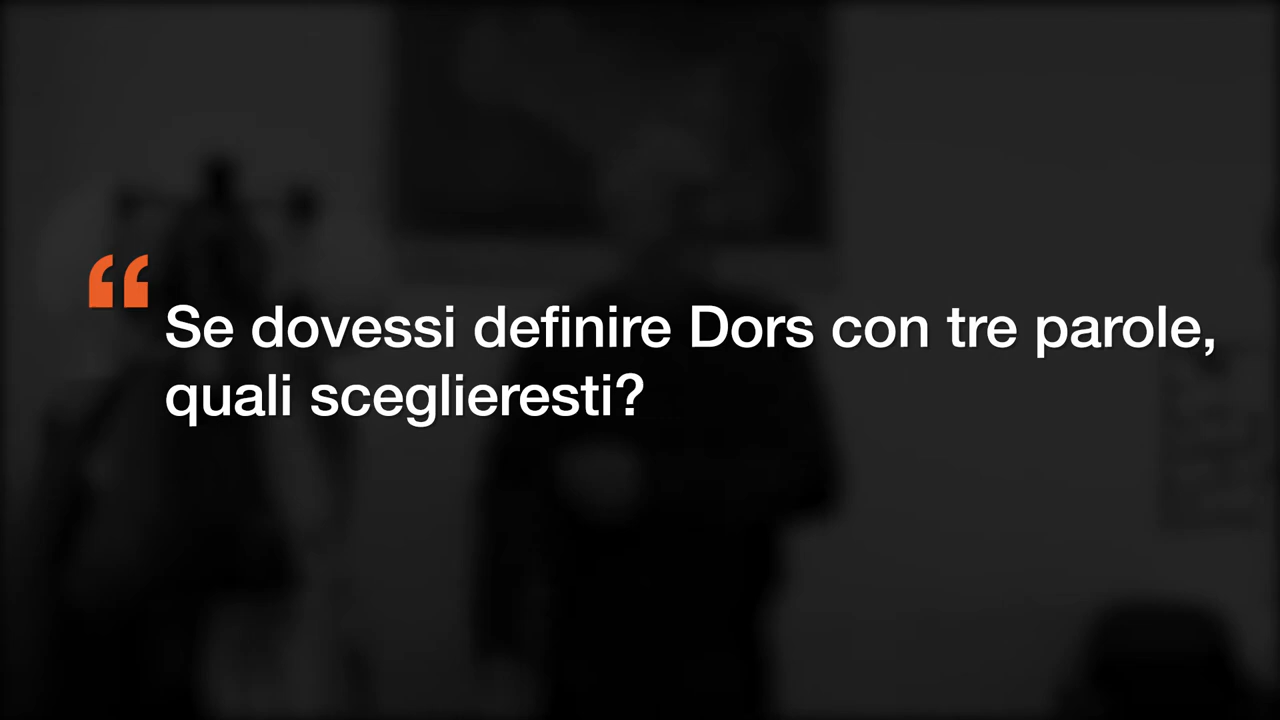 “Se dovessi definire Dors con tre parole,
quali sceglieresti?